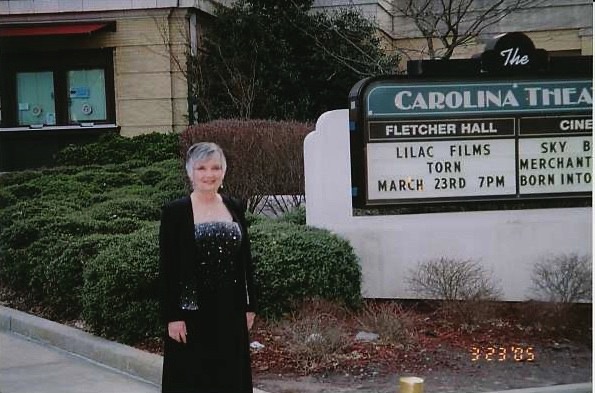 The
CAROLINA THEA
FLETCHER HALL
LILAC FILMS
TORN
MARCH 23RD 7PM
CINE
SKY B
MERCHANT
BORN INTO
3 23 '05